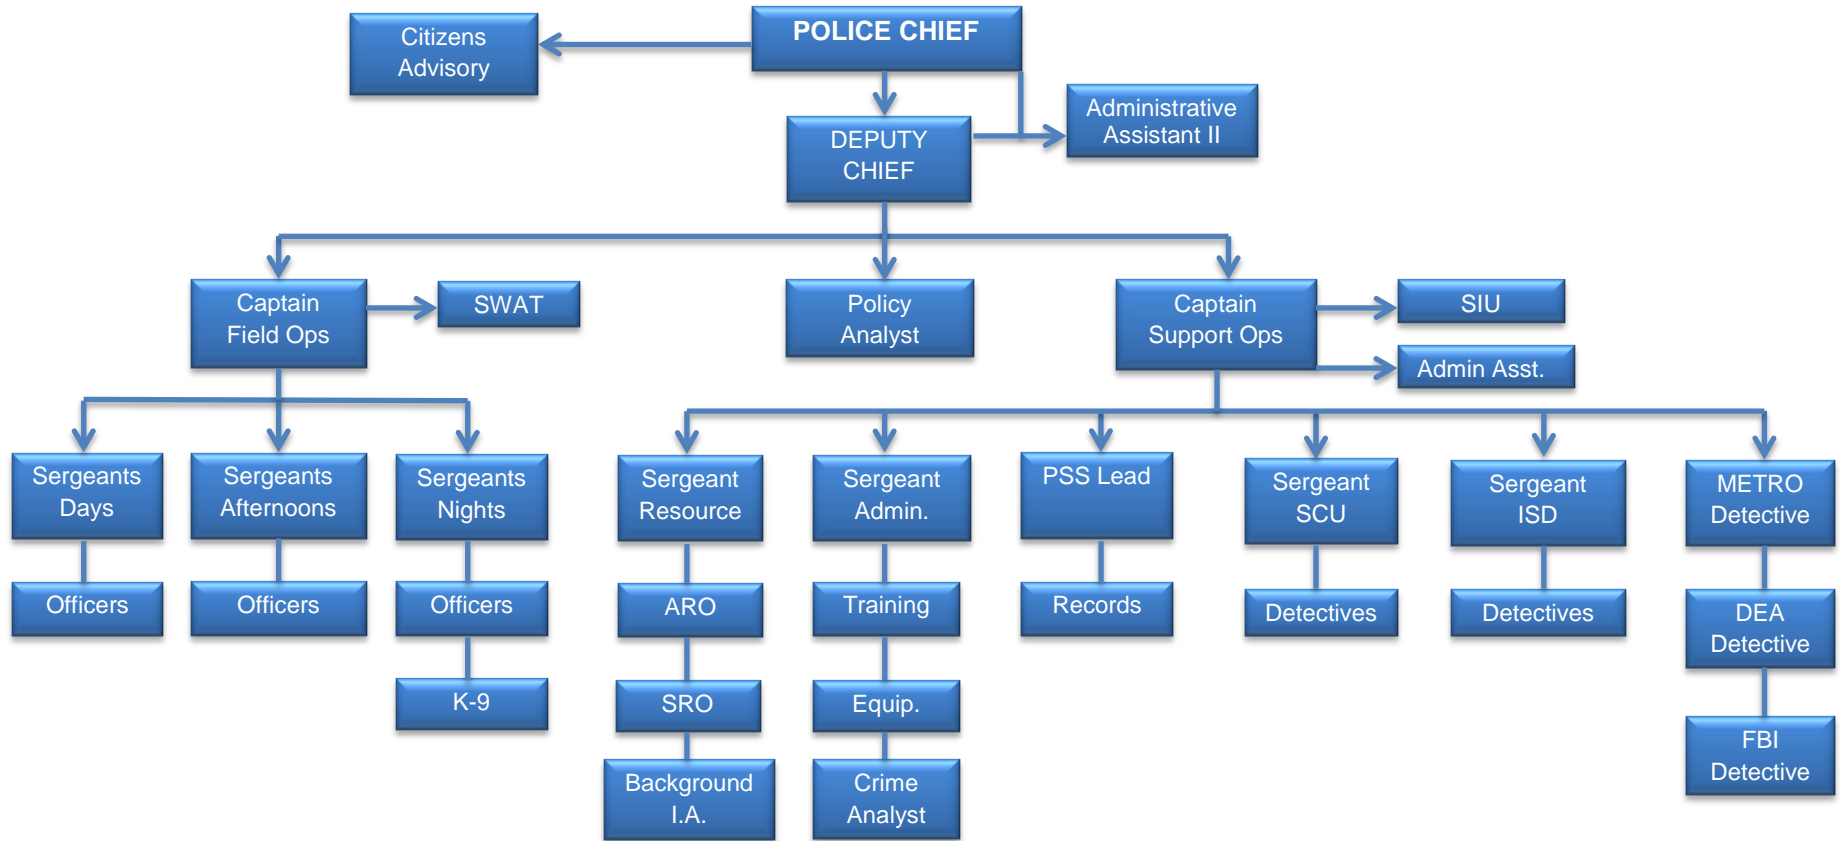 POLICE CHIEF
Citizens
Advisory
Administrative
Assistant II
DEPUTY
CHIEF
Captain
Field Ops
SWAT
Policy
Analyst
Captain
Support Ops
SIU
Admin Asst.
Sergeants
Days
Sergeants
Afternoons
Sergeants
Nights
Sergeant
Resource
Sergeant
Admin.
PSS Lead
Sergeant
SCU
Sergeant
ISD
METRO
Detective
Officers
Officers
Officers
ARO
Training
Records
Detectives
Detectives
DEA
Detective
K-9
SRO
Equip.
FBI
Detective
Background
I.A.
Crime
Analyst